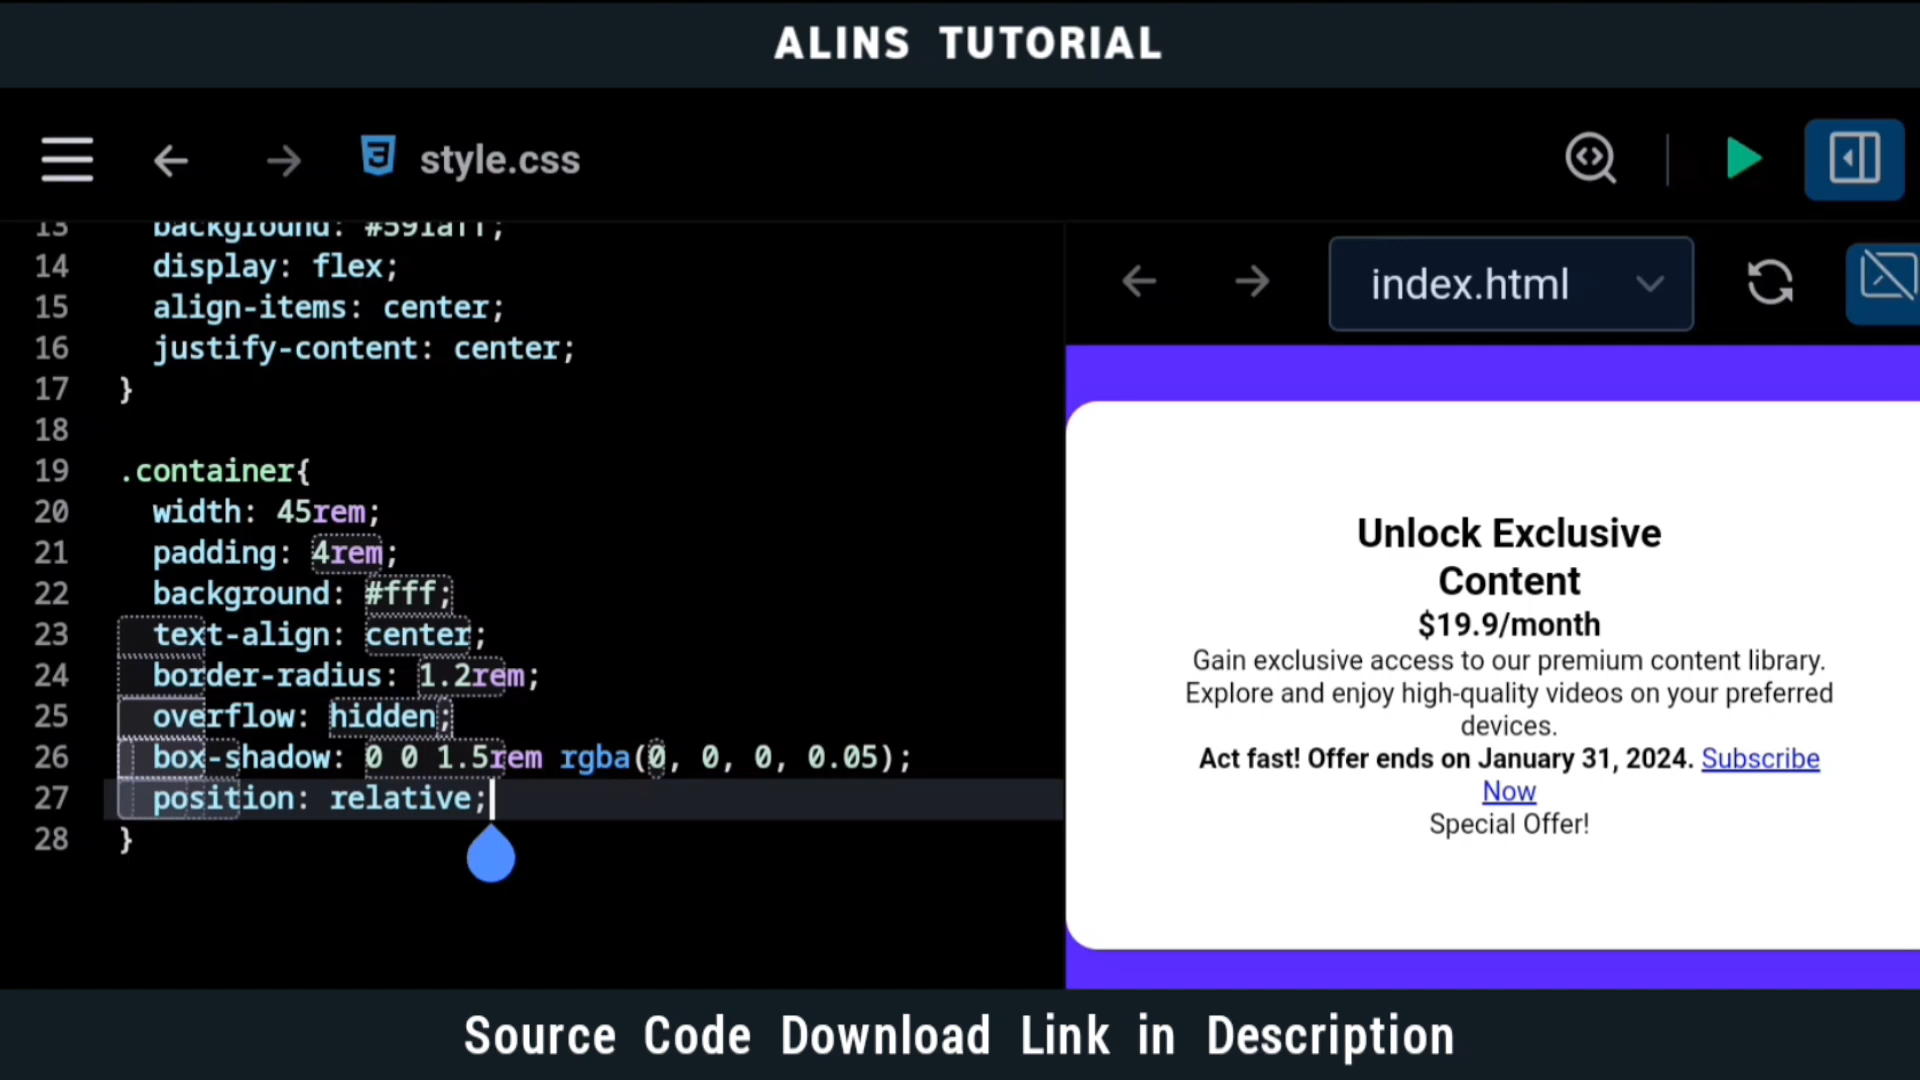 ALINS TUTORIAL
style.css
13 background: #591aff;
14 display: flex;
15 align-items: center;
16 justify-content: center;
17 }
18
19 .container{
20 width: 45rem;
21 padding: 4rem;
22 background: #fff;
23 text-align: center;
24 border-radius: 1.2rem;
25 overflow: hidden;
26 box-shadow: 0 0 1.5rem rgba(0, 0, 0, 0.05);
27 position: relative;
28 }
index.html
Unlock Exclusive
Content
$19.9/month
Gain exclusive access to our premium content library.
Explore and enjoy high-quality videos on your preferred
devices.
Act fast! Offer ends on January 31, 2024. Subscribe
Now
Special Offer!
Source Code Download Link in Description